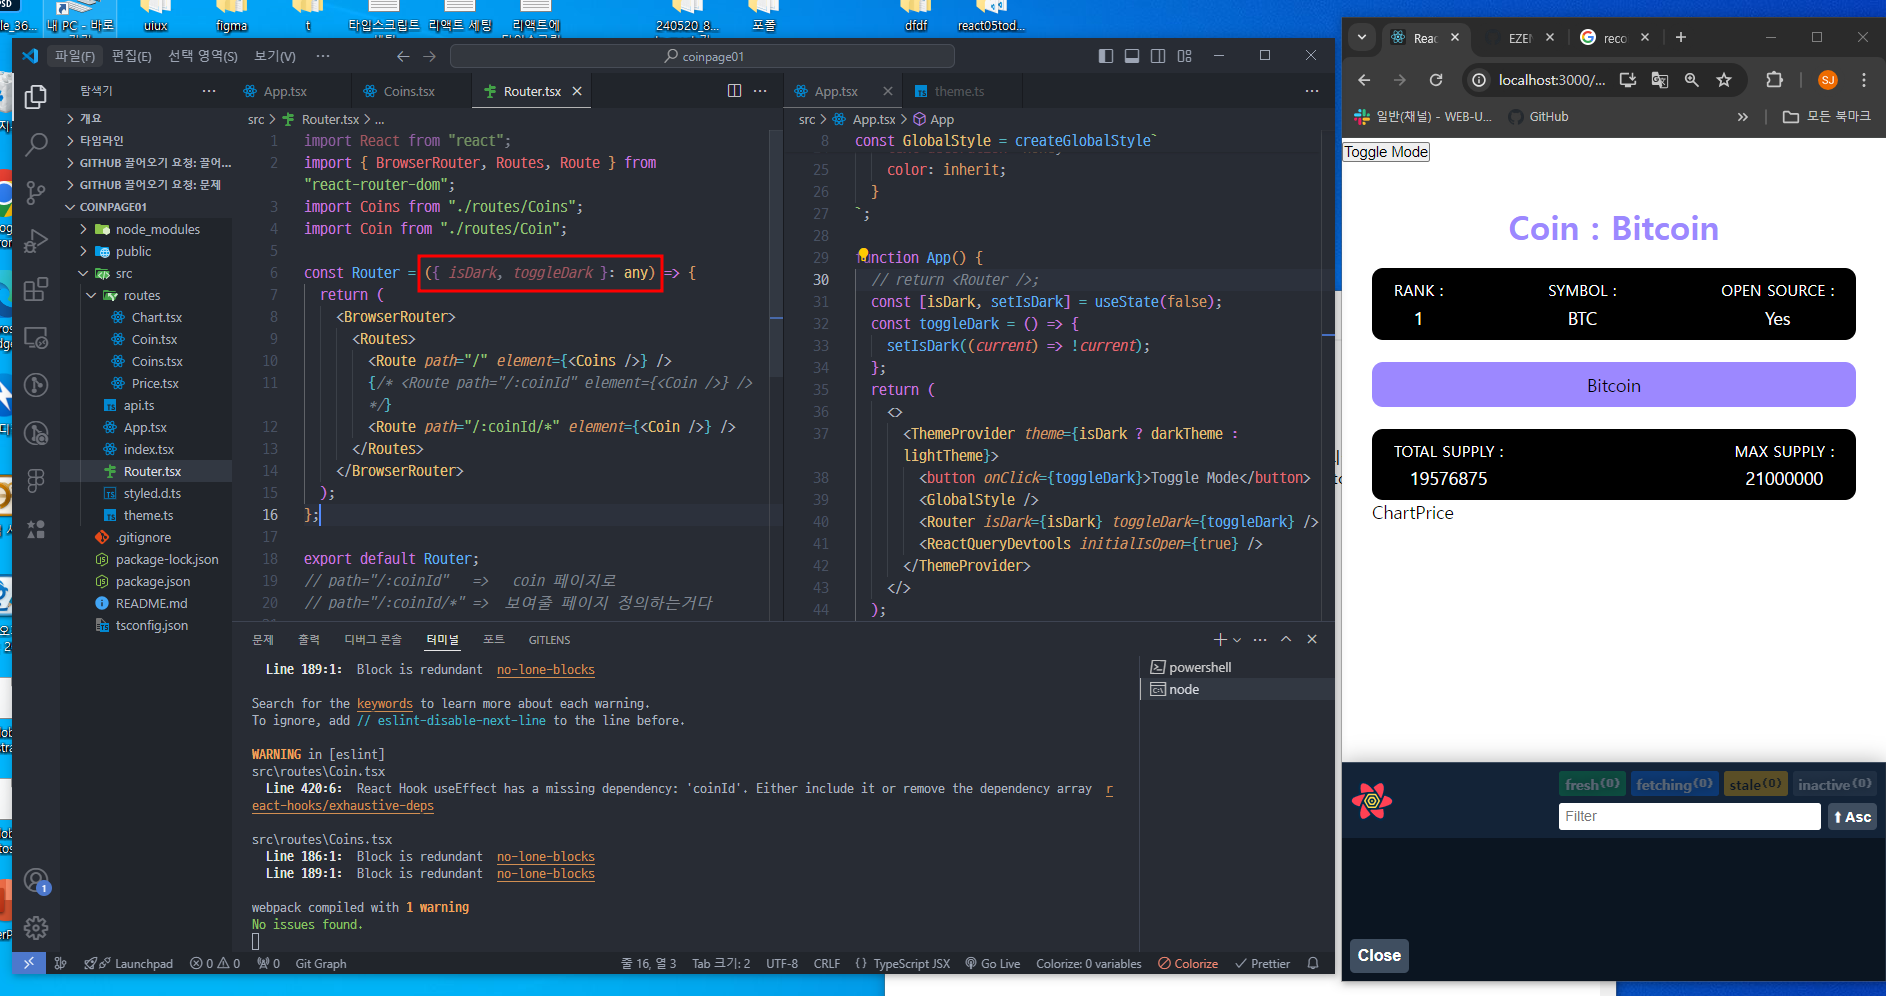 내 PC - 바로
uiux
figma
t
타입스크립트
리액트 세팅
리액트에
240520_8...
포폴
dfdf
react05tod...
파일(F)
편집(E)
선택 영역(S)
보기(V)
coinpage01
탐색기
개요
타임라인
GITHUB 끌어오기 요청: 끌어...
GITHUB 끌어오기 요청: 문제
COINPAGE01
node_modules
public
src
routes
Chart.tsx
Coin.tsx
Coins.tsx
Price.tsx
api.ts
App.tsx
index.tsx
Router.tsx
styled.d.ts
theme.ts
.gitignore
package-lock.json
package.json
README.md
tsconfig.json
App.tsx
Coins.tsx
Router.tsx
src > Router.tsx > ...
1 import React from "react";
2 import { BrowserRouter, Routes, Route } from
"react-router-dom";
3 import Coins from "./routes/Coins";
4 import Coin from "./routes/Coin";
5
6 const Router = ({ isDark, toggleDark }: any) => {
7 return (
8 <BrowserRouter>
9 <Routes>
10 <Route path="/" element={<Coins />} />
11 {/* <Route path="/:coinId" element={<Coin />} />
*/}
12 <Route path="/:coinId/*" element={<Coin />} />
13 </Routes>
14 </BrowserRouter>
15 );
16 };
17
18 export default Router;
19 // path="/:coinId" => coin 페이지로
20 // path="/:coinId/*" => 보여줄 페이지 정의하는거다
App.tsx
theme.ts
src > App.tsx > App
8 const GlobalStyle = createGlobalStyle`
25 color: inherit;
26 }
27 `;
28
29 function App() {
30 // return <Router />;
31 const [isDark, setIsDark] = useState(false);
32 const toggleDark = () => {
33 setIsDark((current) => !current);
34 };
35 return (
36 <>
37 <ThemeProvider theme={isDark ? darkTheme :
lightTheme}>
38 <button onClick={toggleDark}>Toggle Mode</button>
39 <GlobalStyle />
40 <Router isDark={isDark} toggleDark={toggleDark} />
41 <ReactQueryDevtools initialIsOpen={true} />
42 </ThemeProvider>
43 </>
44 );
문제
출력
디버그 콘솔
터미널
포트
GITLENS
Line 189:1: Block is redundant no-lone-blocks
Search for the keywords to learn more about each warning.
To ignore, add // eslint-disable-next-line to the line before.
WARNING in [eslint]
src\routes\Coin.tsx
Line 420:6: React Hook useEffect has a missing dependency: 'coinId'. Either include it or remove the dependency array r
eact-hooks/exhaustive-deps
src\routes\Coins.tsx
Line 186:1: Block is redundant no-lone-blocks
Line 189:1: Block is redundant no-lone-blocks
webpack compiled with 1 warning
No issues found.
powershell
node
1
Launchpad
0 0
0
Git Graph
줄 16, 열 3
Tab 크기: 2
UTF-8
CRLF
{} TypeScript JSX
Go Live
Colorize: 0 variables
Colorize
Prettier
Reac
EZEN
reco
localhost:3000/...
SJ
일반(채널) - WEB-U...
GitHub
모든 북마크
Toggle Mode
Coin : Bitcoin
RANK :
1
SYMBOL :
BTC
OPEN SOURCE :
Yes
Bitcoin
TOTAL SUPPLY :
19576875
MAX SUPPLY :
21000000
ChartPrice
fresh (0)
fetching (0)
stale (0)
inactive (0)
Filter
⬆ Asc
Close